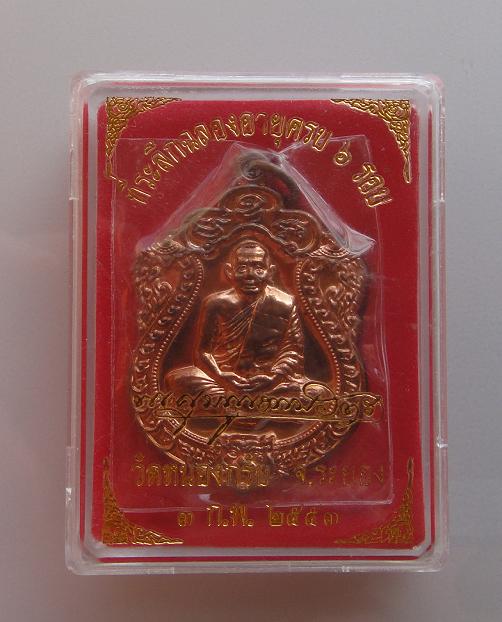 ที่ระลึกฉลองอายุครบ ๖ รอบ
วัดหนองกรับ จ.ระยอง
๓ ก.พ. ๒๕๕๓